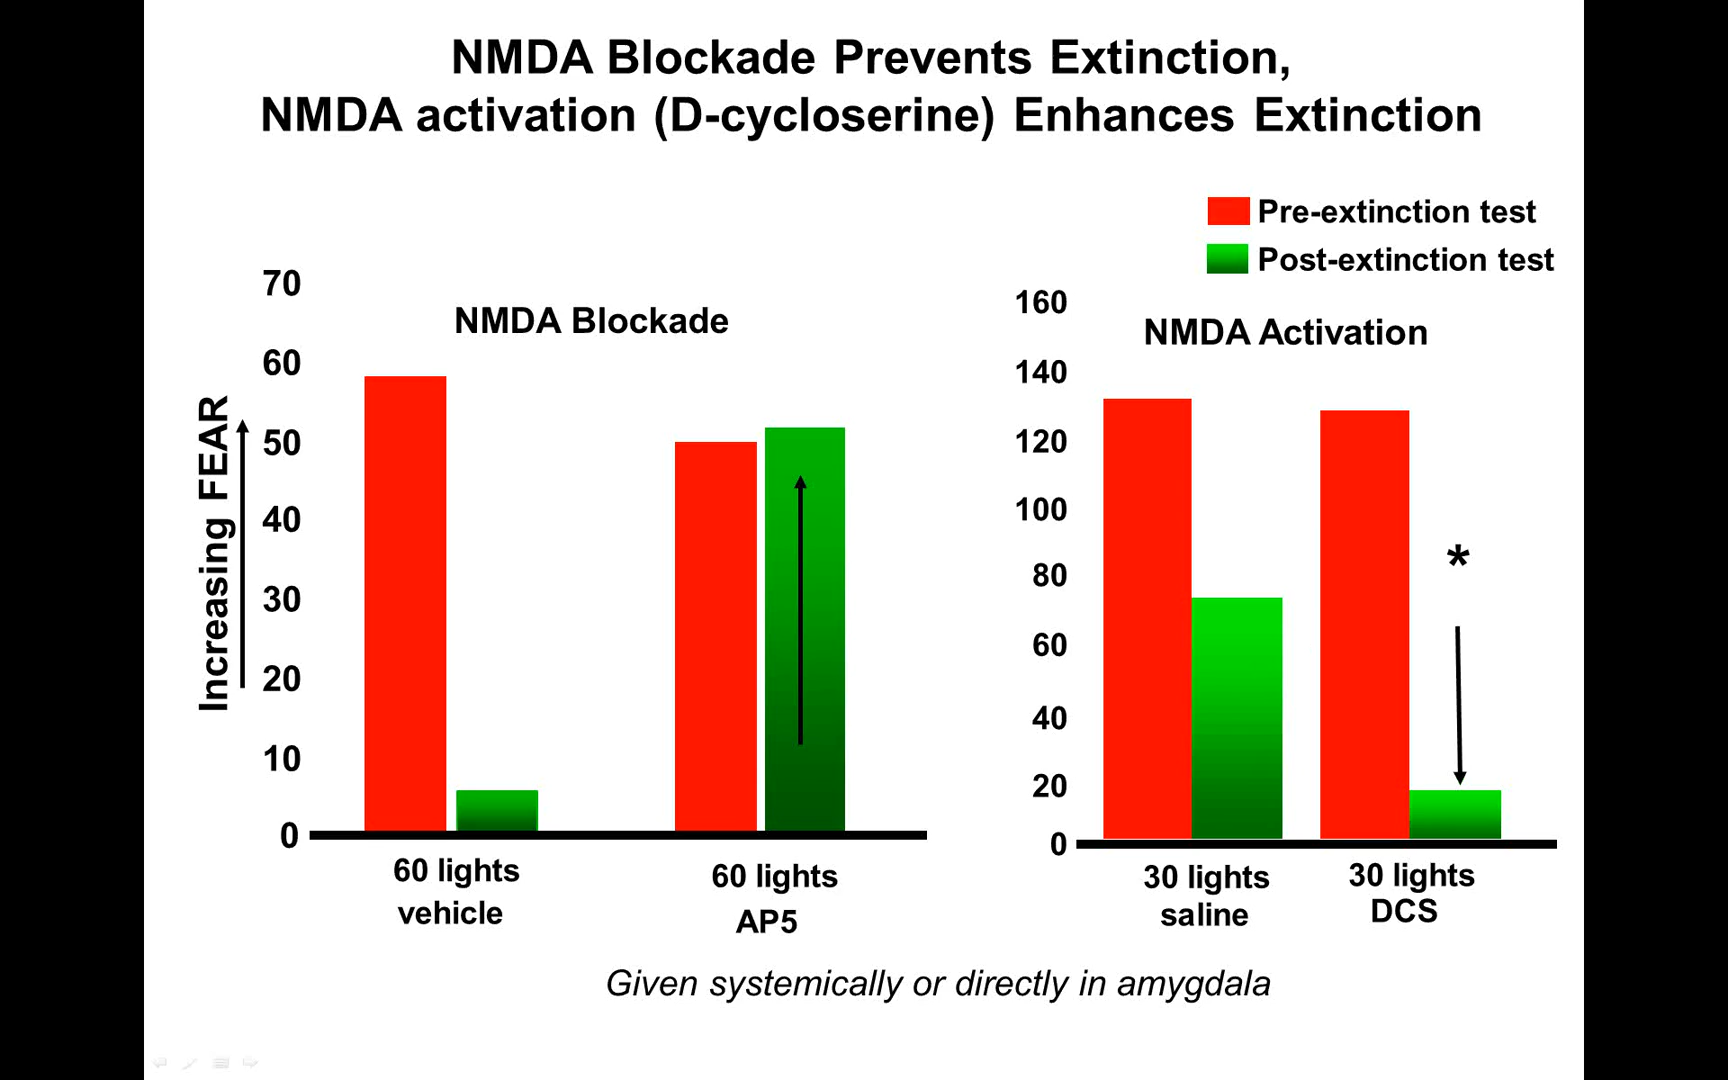 NMDA Blockade Prevents Extinction,
NMDA activation (D-cycloserine) Enhances Extinction
Pre-extinction test
Post-extinction test
NMDA Blockade
Increasing FEAR
70
60
50
40
30
20
10
0
60 lights
vehicle
60 lights
AP5
NMDA Activation
160
140
120
100
80
60
40
20
0
*
30 lights
saline
30 lights
DCS
Given systemically or directly in amygdala